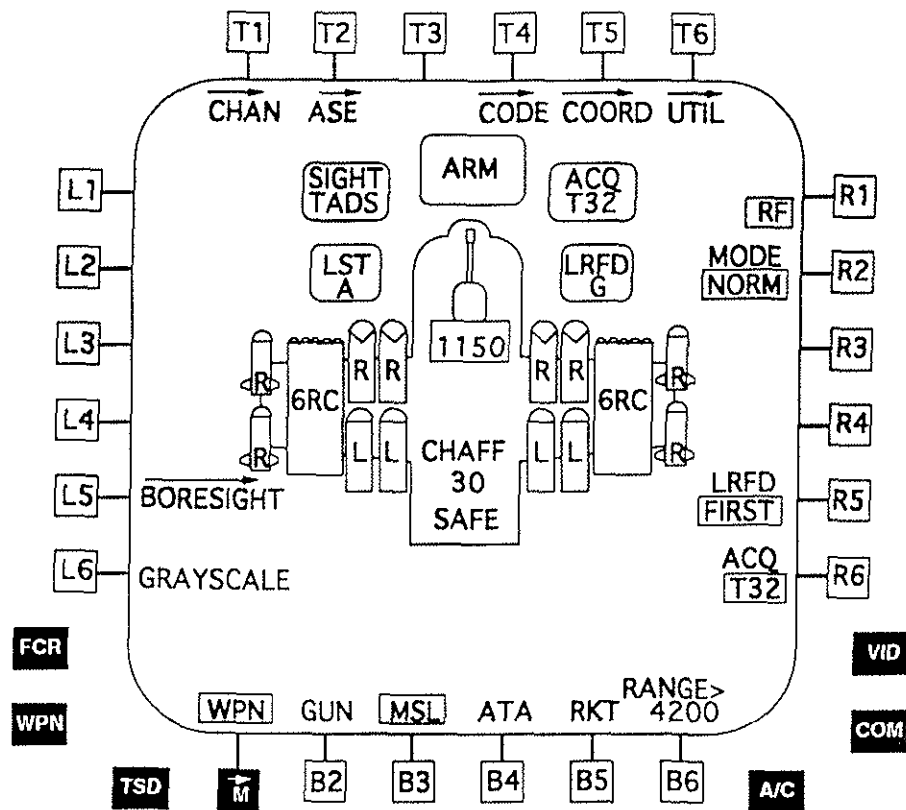 T1 T2 T3 T4 T5 T6
CHAN ASE CODE COORD UTIL
SIGHT TADS
ARM
ACQ T32
L1
R1
RF
L2
LST A
LRFD G
MODE NORM
R2
L3
1150
R3
R 6RC R R R R 6RC R
L4
R L L L L R
R4
CHAFF
30
SAFE
L5
BORESIGHT
LRFD FIRST
R5
L6
GRAYSCALE
ACQ T32
R6
FCR
VID
WPN
COM
WPN GUN MSL ATA RKT RANGE> 4200
TSD M B2 B3 B4 B5 B6 A/C